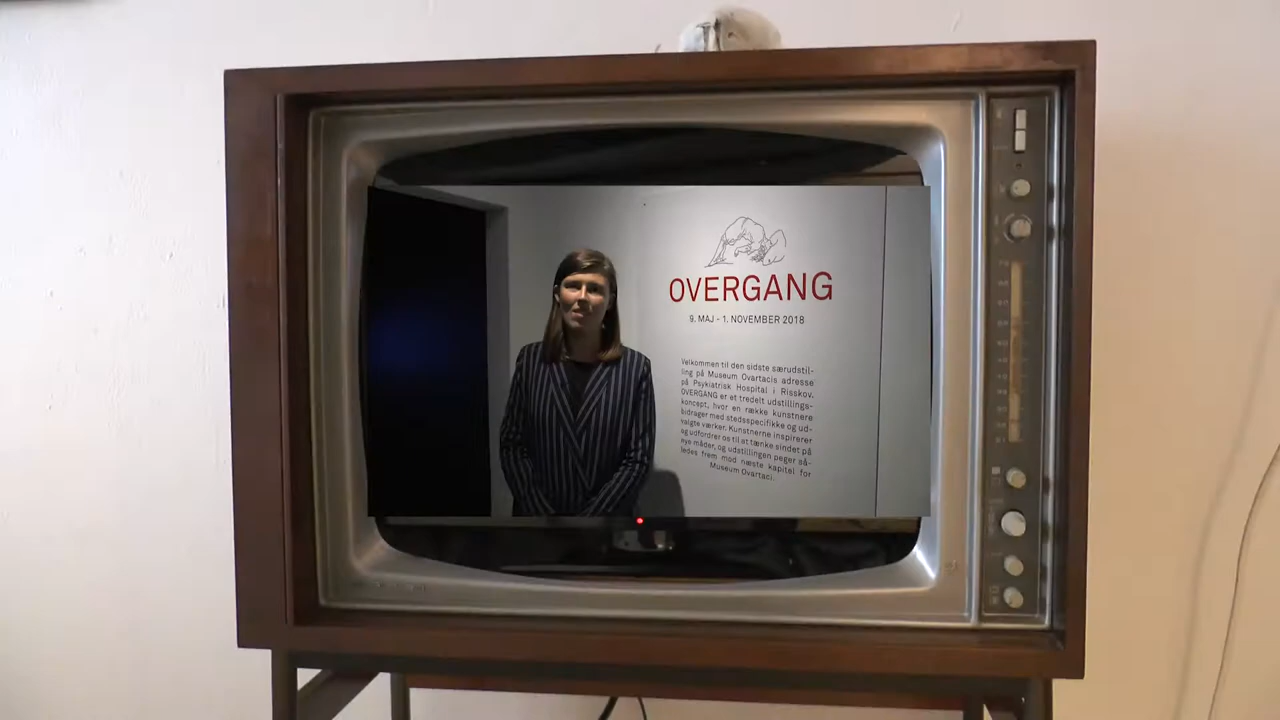 OVERGANG
9. MAJ - 1. NOVEMBER 2018
Velkommen til den sidste særudstil-
ling på Museum Ovartacis adresse
på Psykiatrisk Hospital i Risskov.
OVERGANG er et tredelt udstillings-
koncept, hvor en række kunstnere
bidrager med stedsspecifikke og ud-
valgte værker. Kunstnerne inspirerer
og udfordrer os til at tænke sindet på
nye måder, og udstillingen peger så-
ledes frem mod næste kapitel for
Museum Ovartaci.